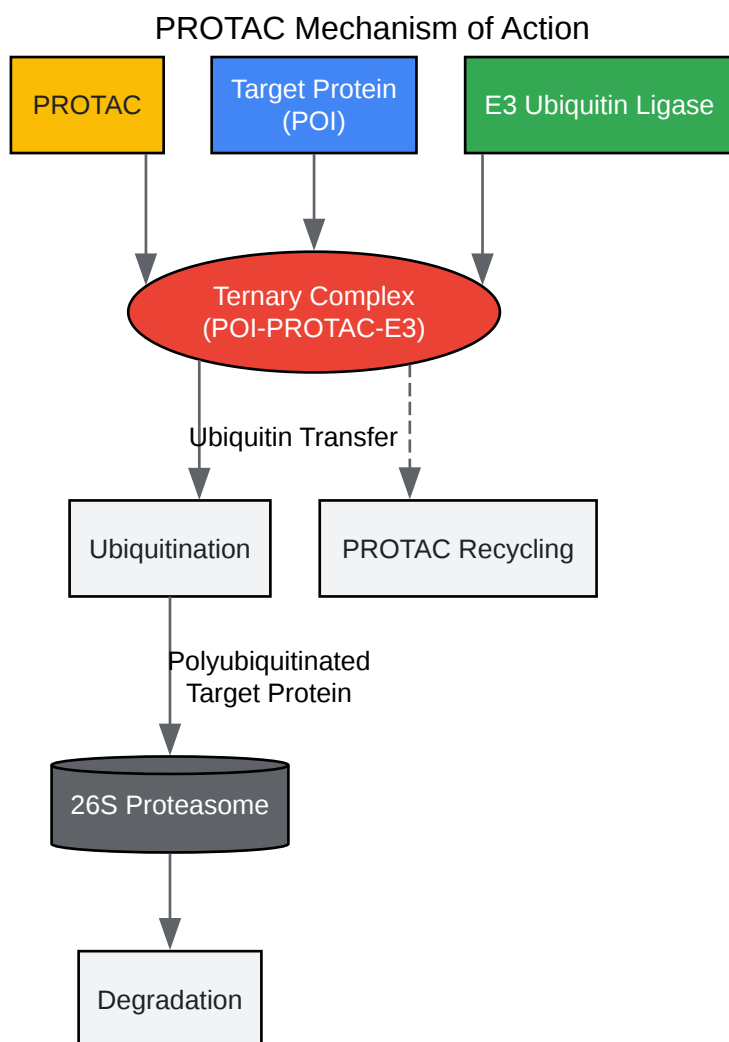 PROTAC Mechanism of Action
PROTAC
Target Protein
(POI)
E3 Ubiquitin Ligase
Ternary Complex
(POI-PROTAC-E3)
Ubiquitin Transfer
Ubiquitination
PROTAC Recycling
Polyubiquitinated
Target Protein
26S Proteasome
Degradation